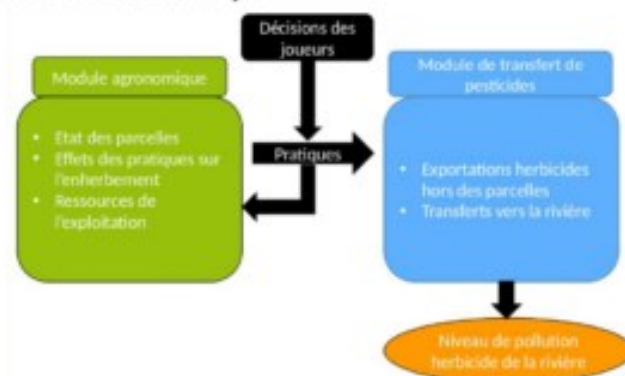 Décisions des
joueurs
Module agronomique
Etat des parcelles
Effets des pratiques sur
l'enherbement
Ressources de
l'exploitation
Pratiques
Module de transfert de
pesticides
Exportations herbicides
hors des parcelles
Transferts vers la rivière
Niveau de pollution
herbicide de la rivière